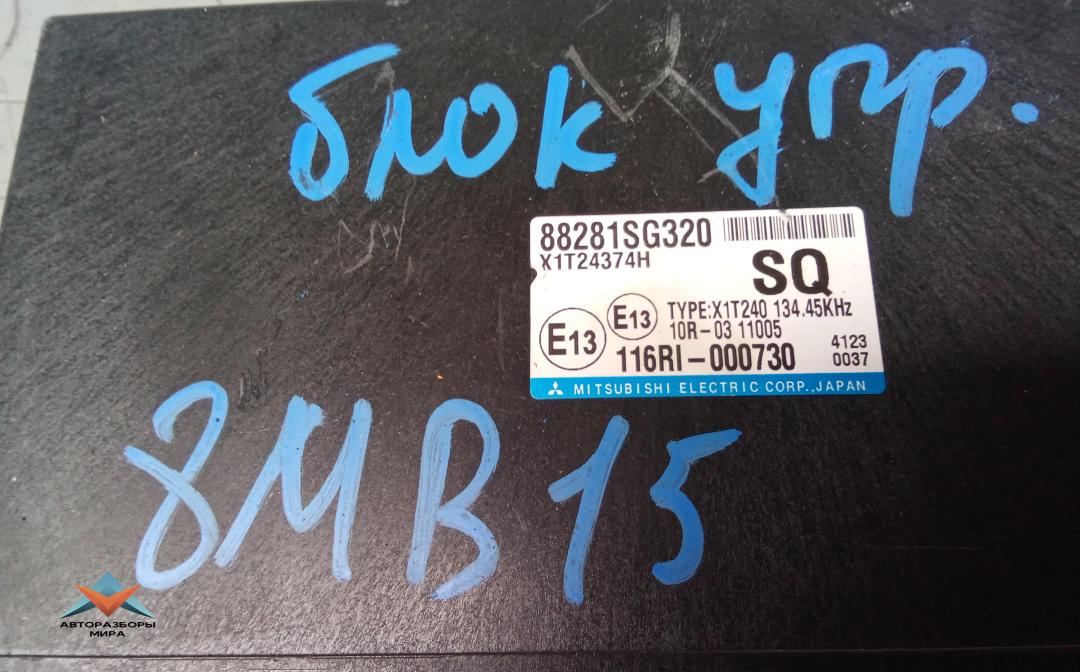 блок упр.
88281SG320
X1T24374H
SQ
E13
E13
TYPE:X1T240 134.45KHz
10R-03 11005
116RI-000730
4123
0037
MITSUBISHI ELECTRIC CORP., JAPAN
8MB15
АВТОРАЗБОРЫ
МИРА